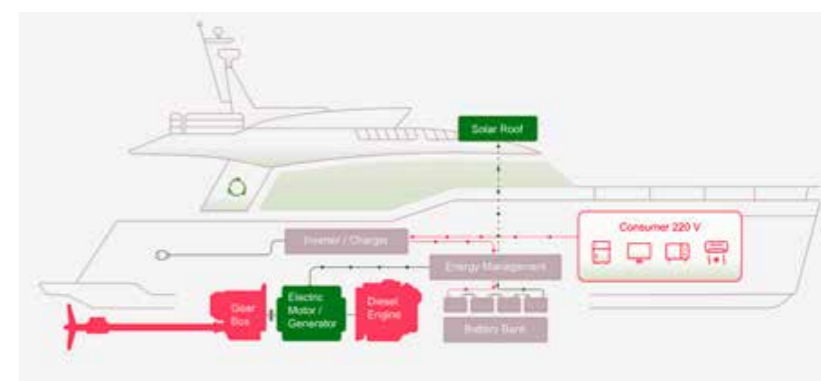 Solar Roof
Consumer 220 V
Inverter / Charger
Energy Management
Gear
Box
Electric
Motor /
Generator
Diesel
Engine
Battery Bank